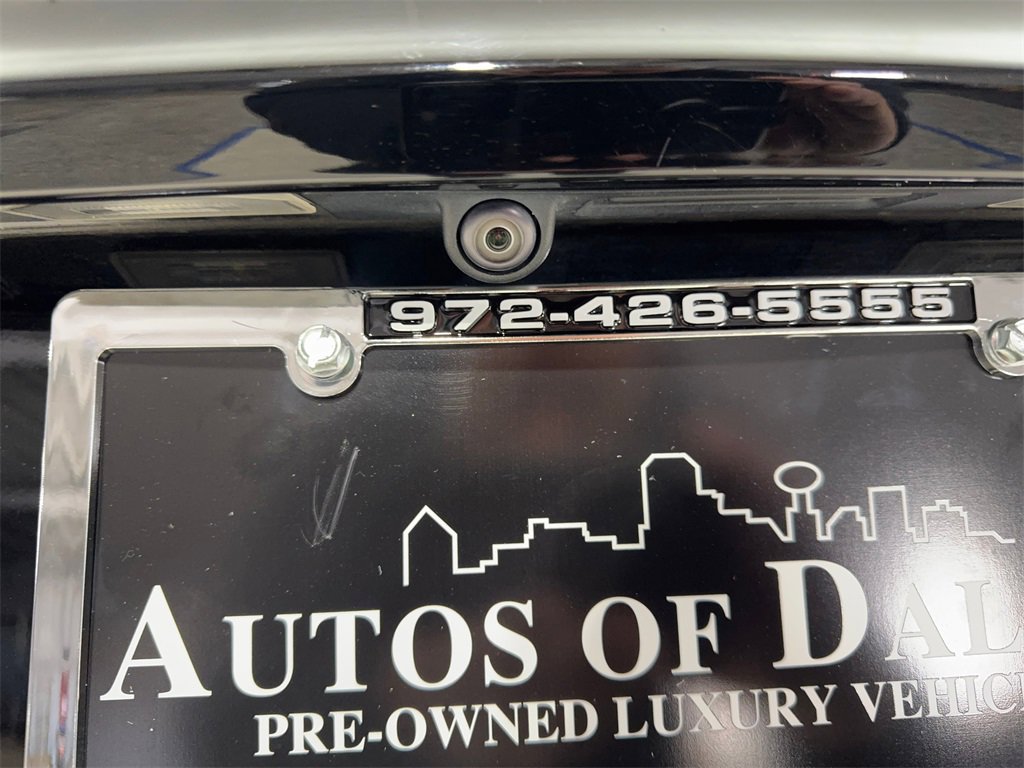 972-426-5555
AUTOS OF DAL
PRE-OWNED LUXURY VEHIC